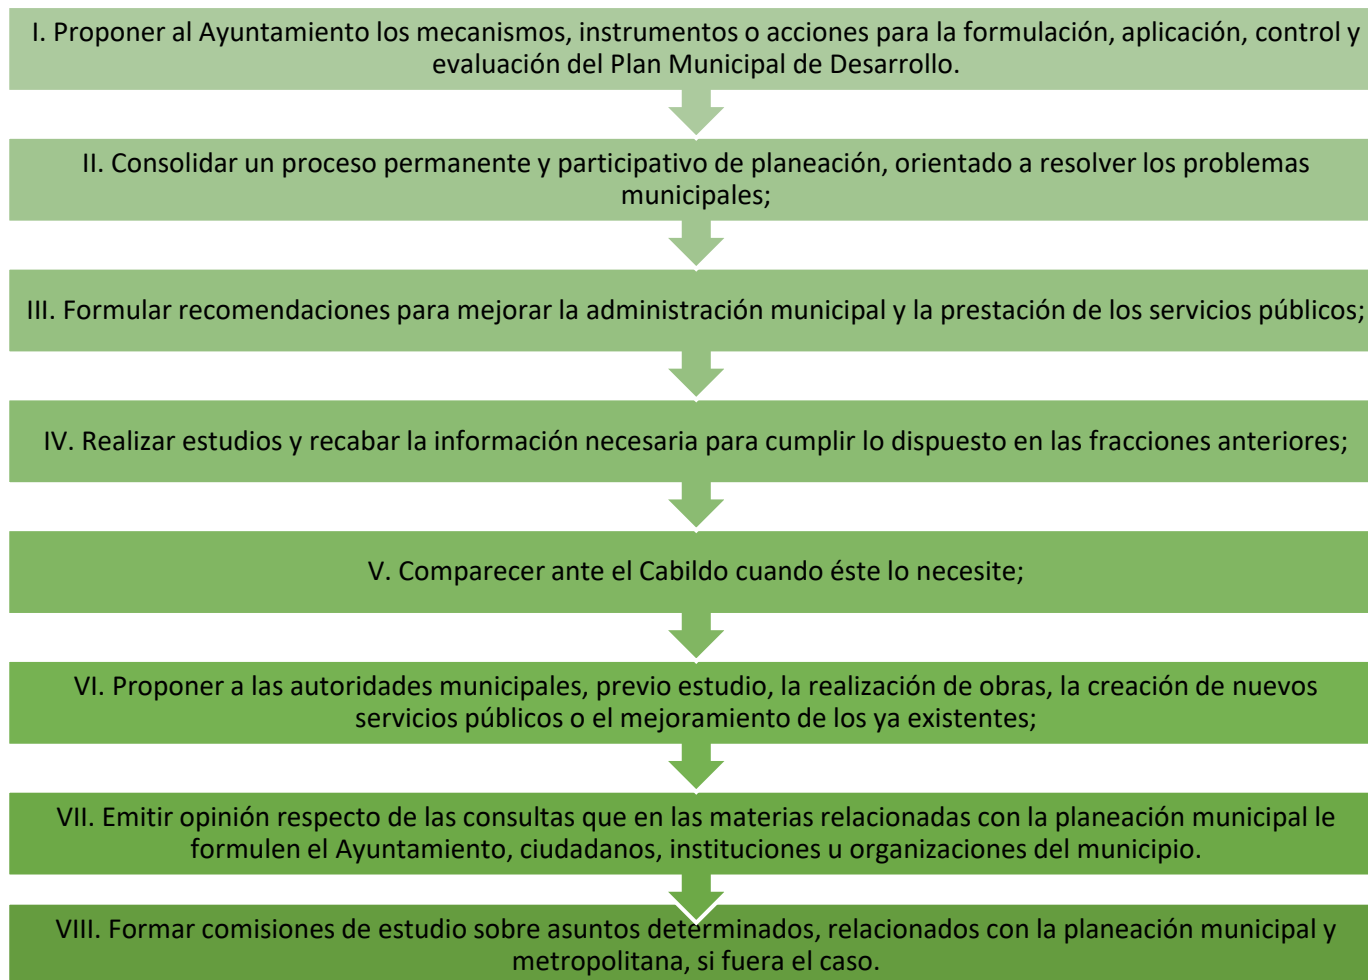 I. Proponer al Ayuntamiento los mecanismos, instrumentos o acciones para la formulación, aplicación, control y
evaluación del Plan Municipal de Desarrollo.
II. Consolidar un proceso permanente y participativo de planeación, orientado a resolver los problemas
municipales;
III. Formular recomendaciones para mejorar la administración municipal y la prestación de los servicios públicos;
IV. Realizar estudios y recabar la información necesaria para cumplir lo dispuesto en las fracciones anteriores;
V. Comparecer ante el Cabildo cuando éste lo necesite;
VI. Proponer a las autoridades municipales, previo estudio, la realización de obras, la creación de nuevos
servicios públicos o el mejoramiento de los ya existentes;
VII. Emitir opinión respecto de las consultas que en las materias relacionadas con la planeación municipal le
formulen el Ayuntamiento, ciudadanos, instituciones u organizaciones del municipio.
VIII. Formar comisiones de estudio sobre asuntos determinados, relacionados con la planeación municipal y
metropolitana, si fuera el caso.